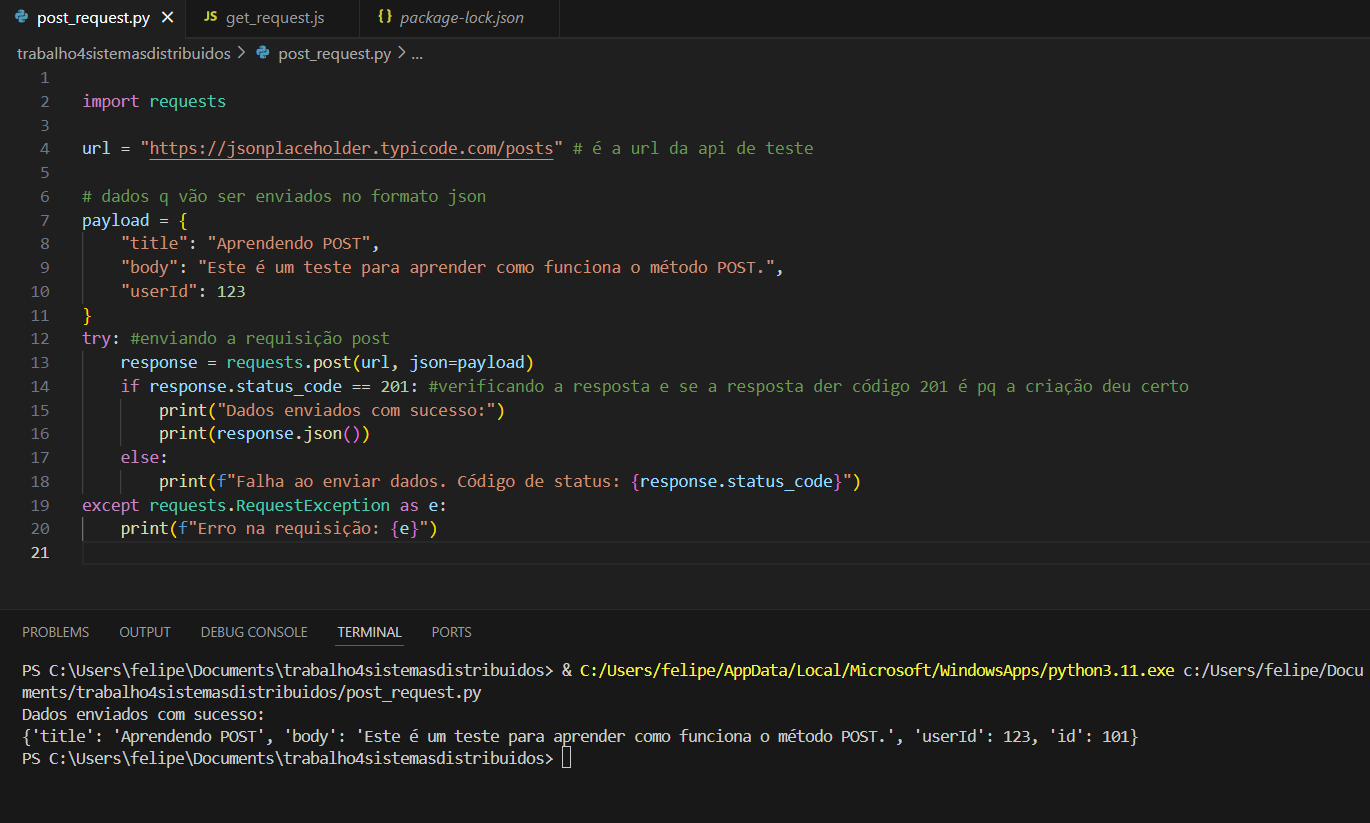 post_request.py
JS get_request.js
{} package-lock.json
trabalho4sistemasdistribuidos > post_request.py > ...
1
2 import requests
3
4 url = "https://jsonplaceholder.typicode.com/posts" # é a url da api de teste
5
6 # dados q vão ser enviados no formato json
7 payload = {
8 "title": "Aprendendo POST",
9 "body": "Este é um teste para aprender como funciona o método POST.",
10 "userId": 123
11 }
12 try: #enviando a requisição post
13 response = requests.post(url, json=payload)
14 if response.status_code == 201: #verificando a resposta e se a resposta der código 201 é pq a criação deu certo
15 print("Dados enviados com sucesso:")
16 print(response.json())
17 else:
18 print(f"Falha ao enviar dados. Código de status: {response.status_code}")
19 except requests.RequestException as e:
20 print(f"Erro na requisição: {e}")
21
PROBLEMS OUTPUT DEBUG CONSOLE TERMINAL PORTS
PS C:\Users\felipe\Documents\trabalho4sistemasdistribuidos> & C:/Users/felipe/AppData/Local/Microsoft/WindowsApps/python3.11.exe c:/Users/felipe/Docu
ments/trabalho4sistemasdistribuidos/post_request.py
Dados enviados com sucesso:
{'title': 'Aprendendo POST', 'body': 'Este é um teste para aprender como funciona o método POST.', 'userId': 123, 'id': 101}
PS C:\Users\felipe\Documents\trabalho4sistemasdistribuidos>